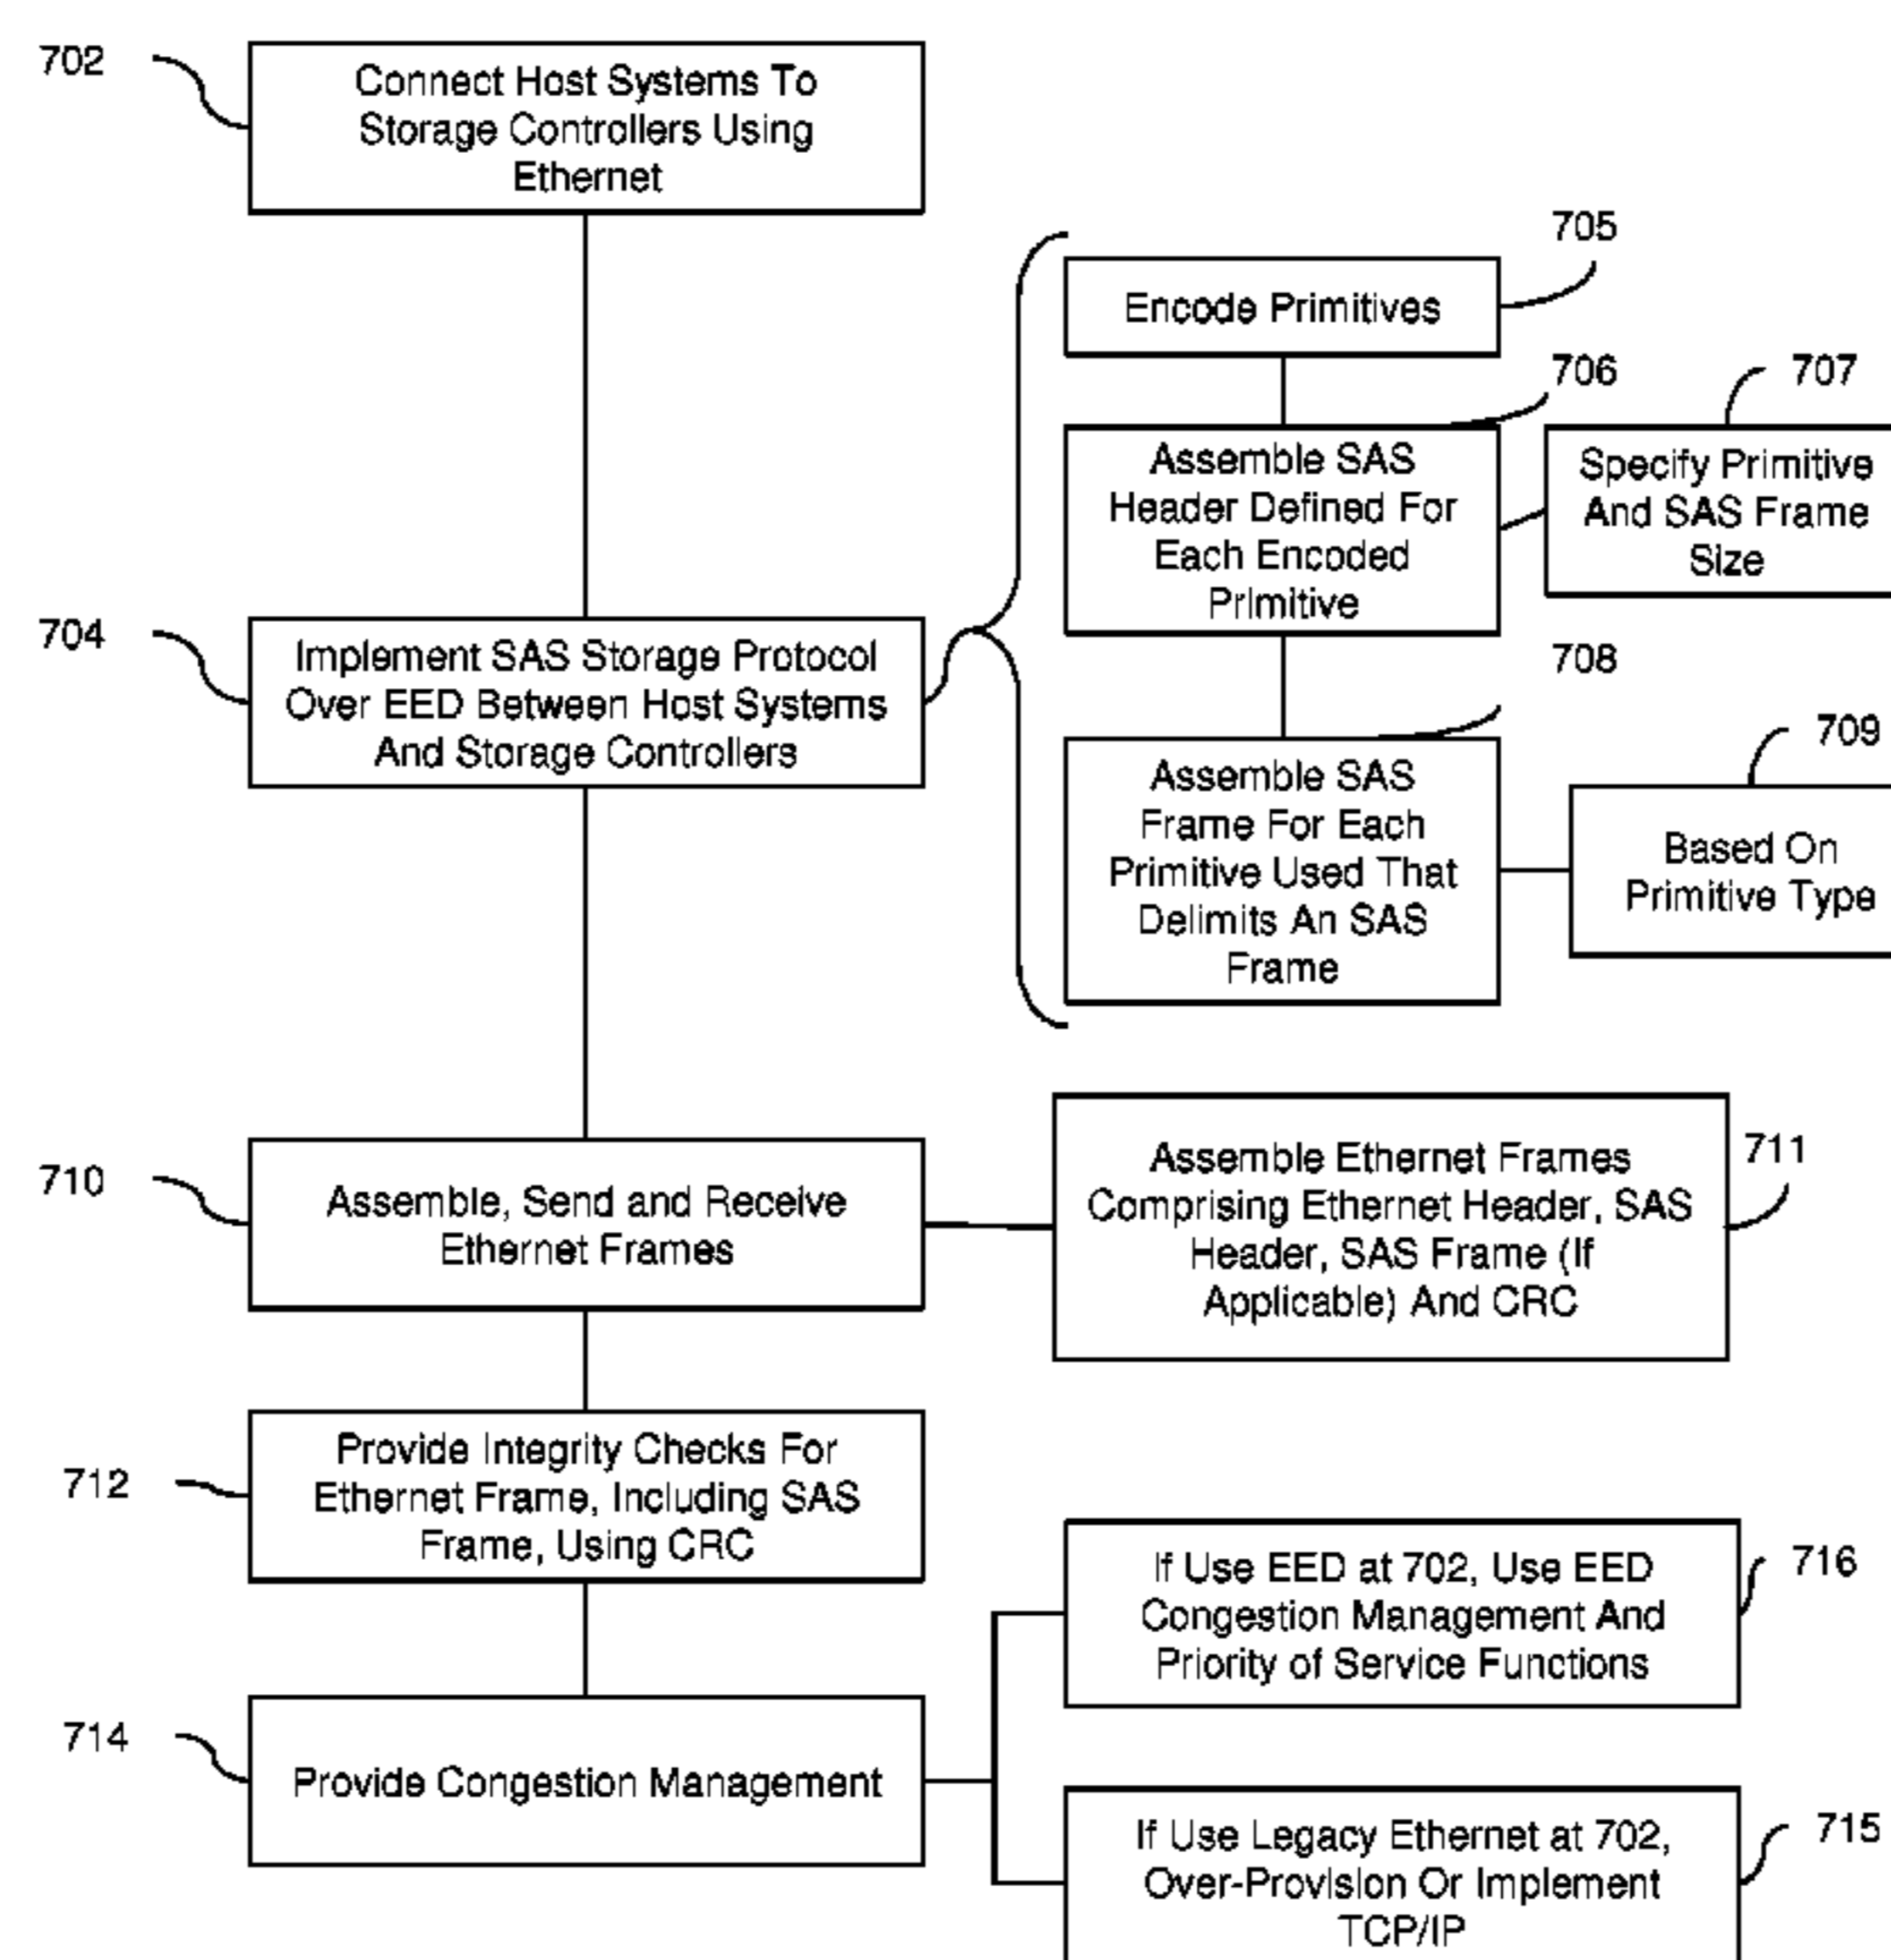 702
Connect Host Systems To
Storage Controllers Using
Ethernet
705
Encode Primitives
706
707
Assemble SAS
Header Defined For
Each Encoded
Primitive
Specify Primitive
And SAS Frame
Size
704
Implement SAS Storage Protocol
Over EED Between Host Systems
And Storage Controllers
708
709
Assemble SAS
Frame For Each
Primitive Used That
Delimits An SAS
Frame
Based On
Primitive Type
710
Assemble, Send and Receive
Ethernet Frames
711
Assemble Ethernet Frames
Comprising Ethernet Header, SAS
Header, SAS Frame (If
Applicable) And CRC
712
Provide Integrity Checks For
Ethernet Frame, Including SAS
Frame, Using CRC
716
If Use EED at 702, Use EED
Congestion Management And
Priority of Service Functions
714
Provide Congestion Management
715
If Use Legacy Ethernet at 702,
Over-Provision Or Implement
TCP/IP